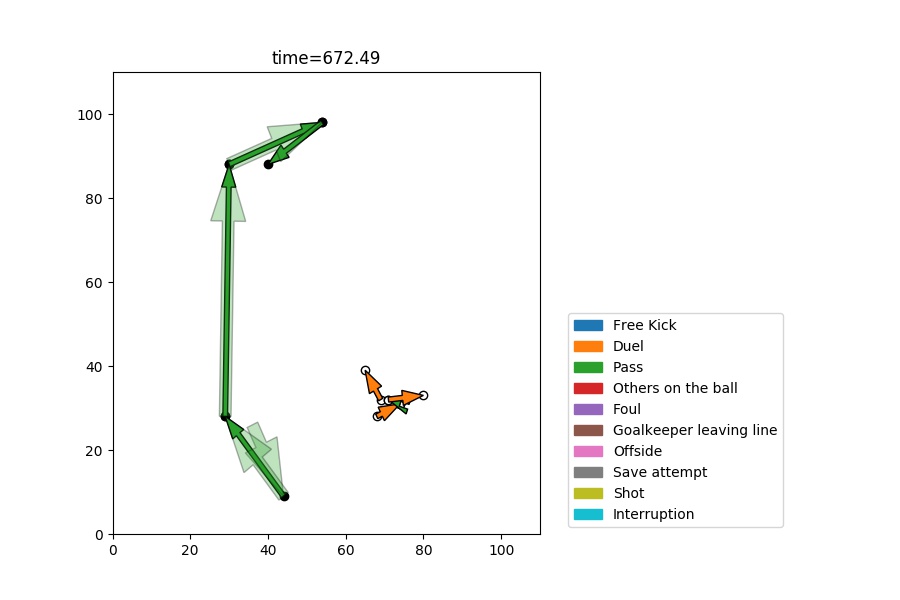 time=672.49
100
80
60
40
20
0
0
20
40
60
80
100
Free Kick
Duel
Pass
Others on the ball
Foul
Goalkeeper leaving line
Offside
Save attempt
Shot
Interruption